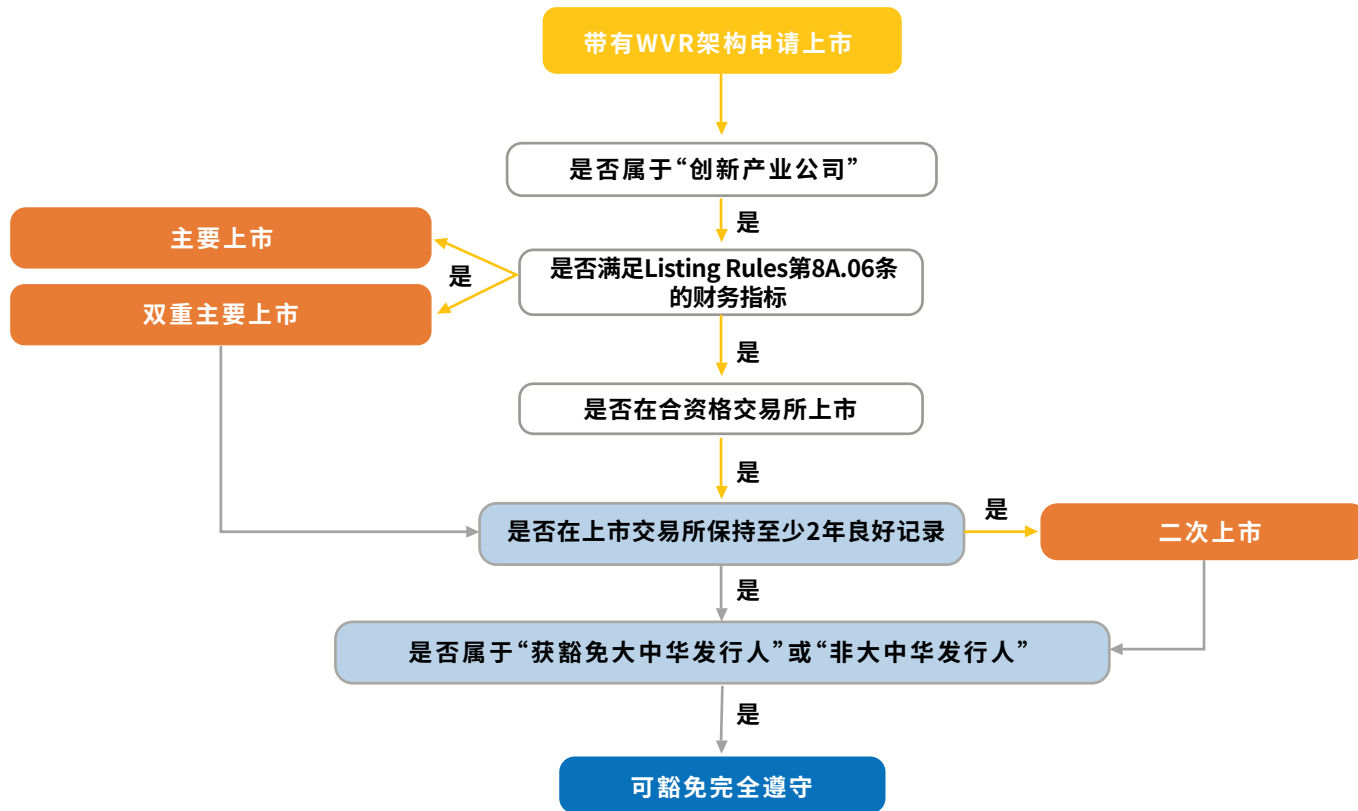 带有WVR架构申请上市
是否属于“创新产业公司”
是
主要上市
是否满足Listing Rules第8A.06条
的财务指标
是
双重主要上市
是
是否在合资格交易所上市
是
是否在上市交易所保持至少2年良好记录
是
二次上市
是
是否属于“获豁免大中华发行人”或“非大中华发行人”
是
可豁免完全遵守